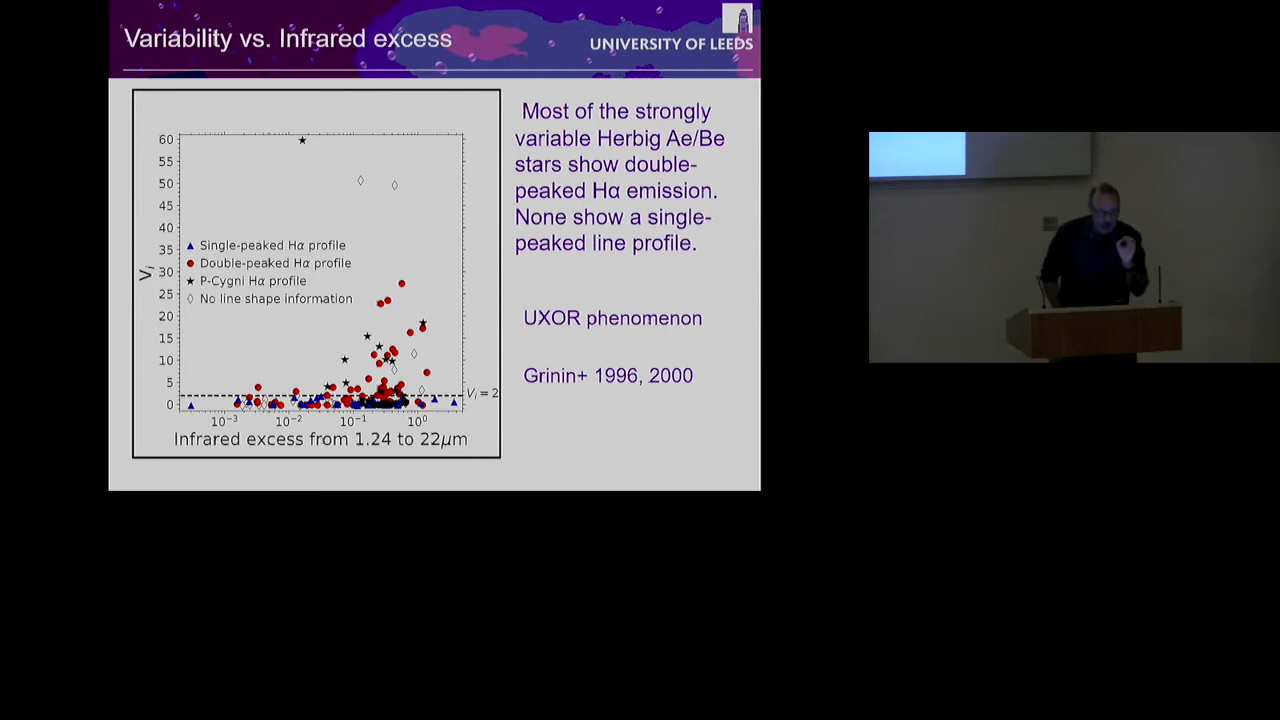 Variability vs. Infrared excess
UNIVERSITY OF LEEDS
60
55
50
45
40
35
30
25
20
15
10
5
0
Vi
Single-peaked Hα profile
Double-peaked Hα profile
P-Cygni Hα profile
No line shape information
Vi = 2
10⁻³ 10⁻² 10⁻¹ 10⁰
Infrared excess from 1.24 to 22μm
Most of the strongly
variable Herbig Ae/Be
stars show double-
peaked Hα emission.
None show a single-
peaked line profile.
UXOR phenomenon
Grinin+ 1996, 2000